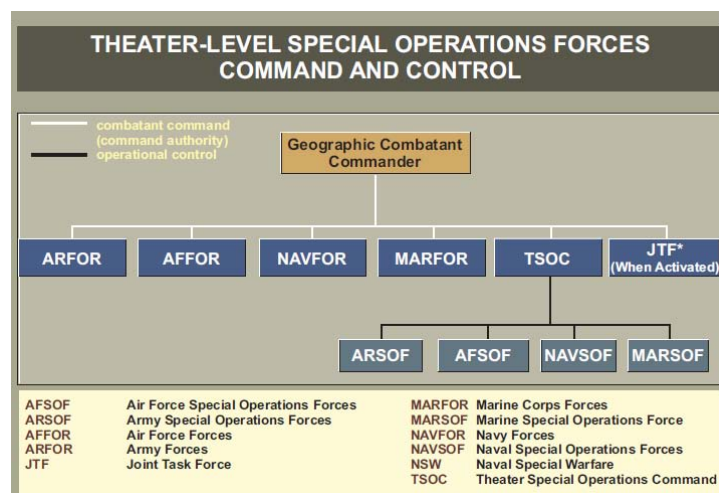 THEATER-LEVEL SPECIAL OPERATIONS FORCES
COMMAND AND CONTROL
combatant command
(command authority)
operational control
Geographic Combatant
Commander
ARFOR
AFFOR
NAVFOR
MARFOR
TSOC
JTF*
(When Activated)
ARSOF
AFSOF
NAVSOF
MARSOF
AFSOF Air Force Special Operations Forces
ARSOF Army Special Operations Forces
AFFOR Air Force Forces
ARFOR Army Forces
JTF Joint Task Force
MARFOR Marine Corps Forces
MARSOF Marine Special Operations Force
NAVFOR Navy Forces
NAVSOF Naval Special Operations Forces
NSW Naval Special Warfare
TSOC Theater Special Operations Command